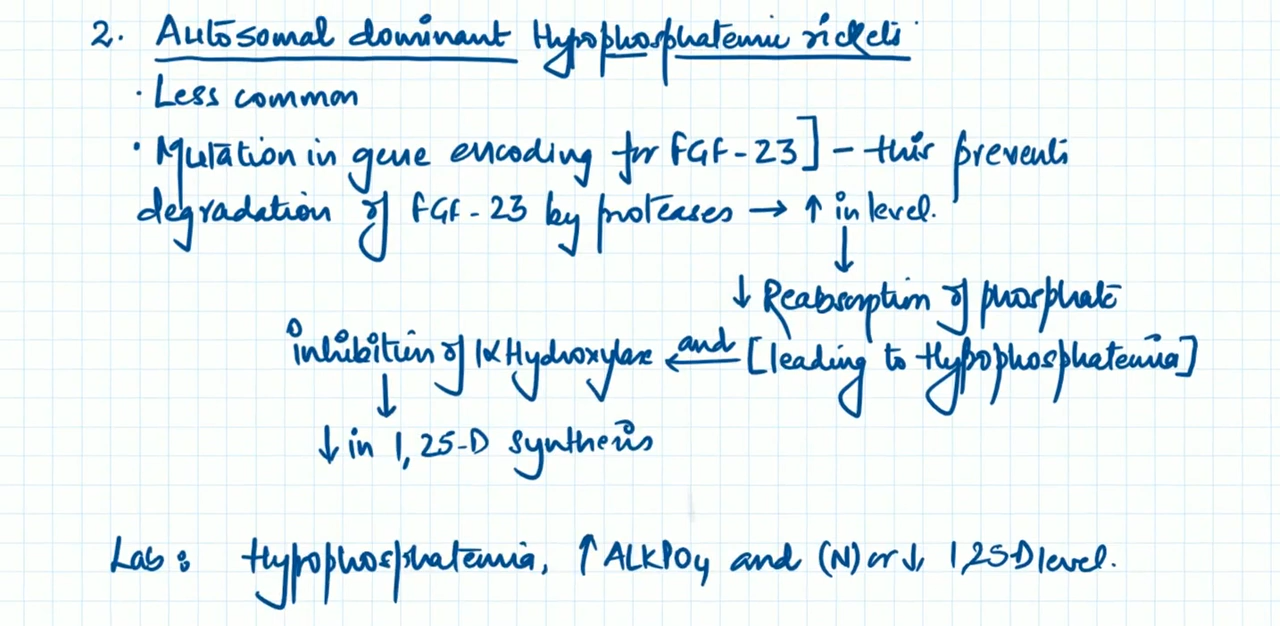 2. Autosomal dominant Hypophosphatemic rickets
· Less common
· Mutation in gene encoding for FGF-23] - this prevents
degradation of FGF-23 by proteases → ↑ in level.
↓
↓ Reabsorption of phosphate
inhibition of 1α Hydroxylase ← and [leading to Hypophosphatemia]
↓
↓ in 1,25-D synthesis
Lab: Hypophosphatemia, ↑ ALKPO4 and (N) or ↓ 1,25-D level.